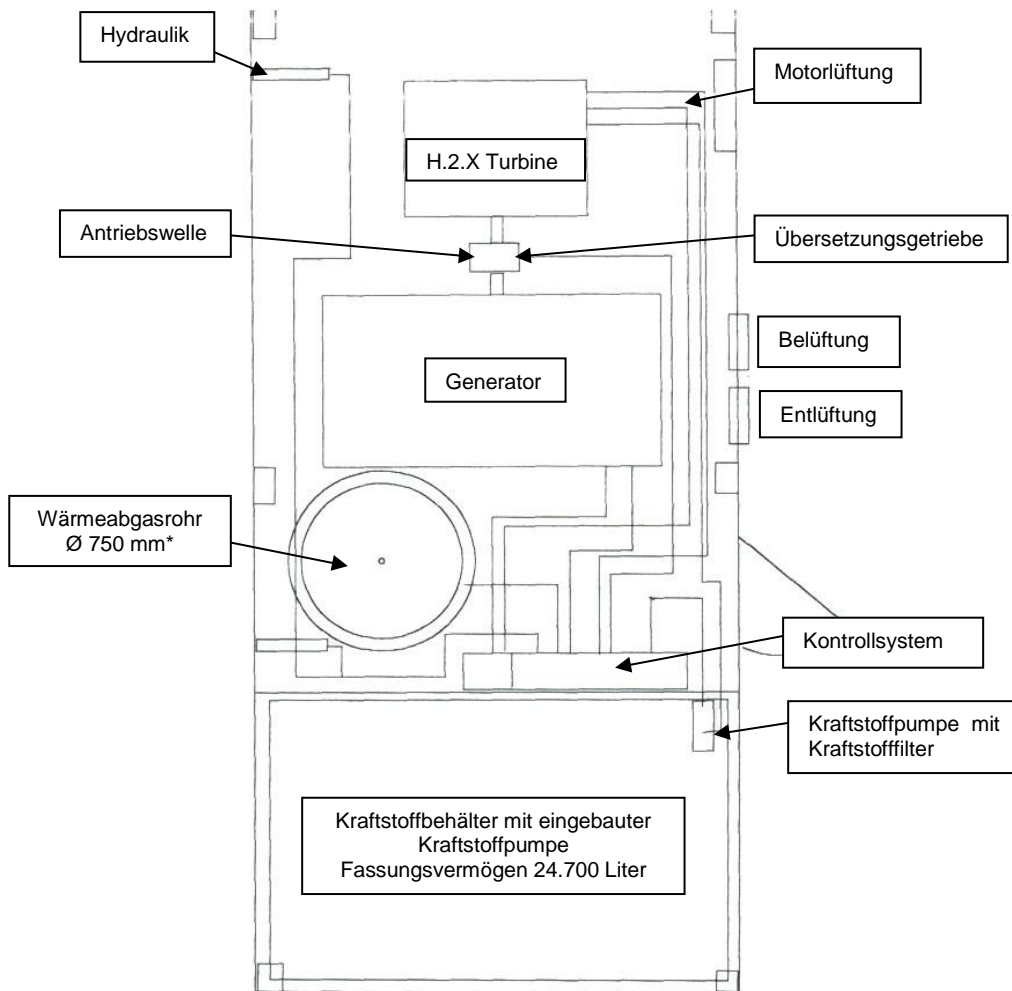 Hydraulik
Motorlüftung
H.2.X Turbine
Antriebswelle
Übersetzungsgetriebe
Belüftung
Generator
Entlüftung
Wärmeabgasrohr
Ø 750 mm*
Kontrollsystem
Kraftstoffpumpe mit
Kraftstofffilter
Kraftstoffbehälter mit eingebauter
Kraftstoffpumpe
Fassungsvermögen 24.700 Liter